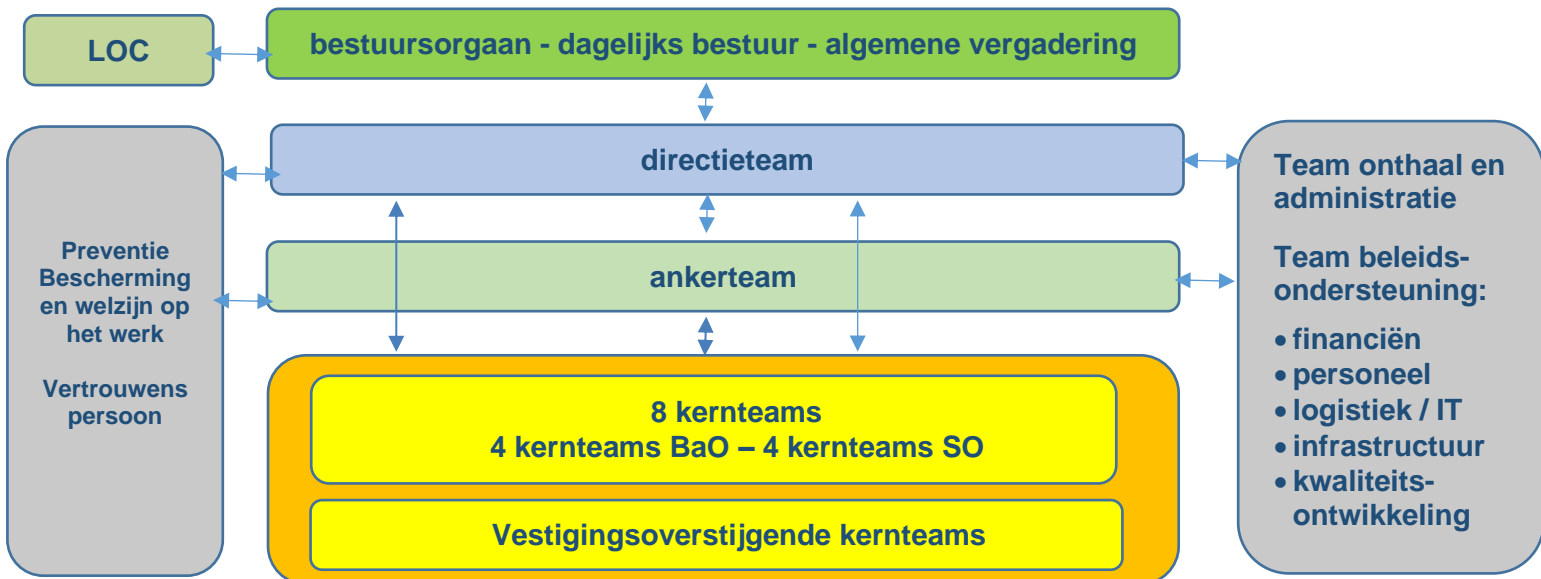 LOC
bestuursorgaan - dagelijks bestuur - algemene vergadering
directieteam
ankerteam
Preventie
Bescherming
en welzijn op
het werk
Vertrouwens
persoon
8 kernteams
4 kernteams BaO – 4 kernteams SO
Vestigingsoverstijgende kernteams
Team onthaal en
administratie
Team beleids-
ondersteuning:
• financiën
• personeel
• logistiek / IT
• infrastructuur
• kwaliteits-
ontwikkeling